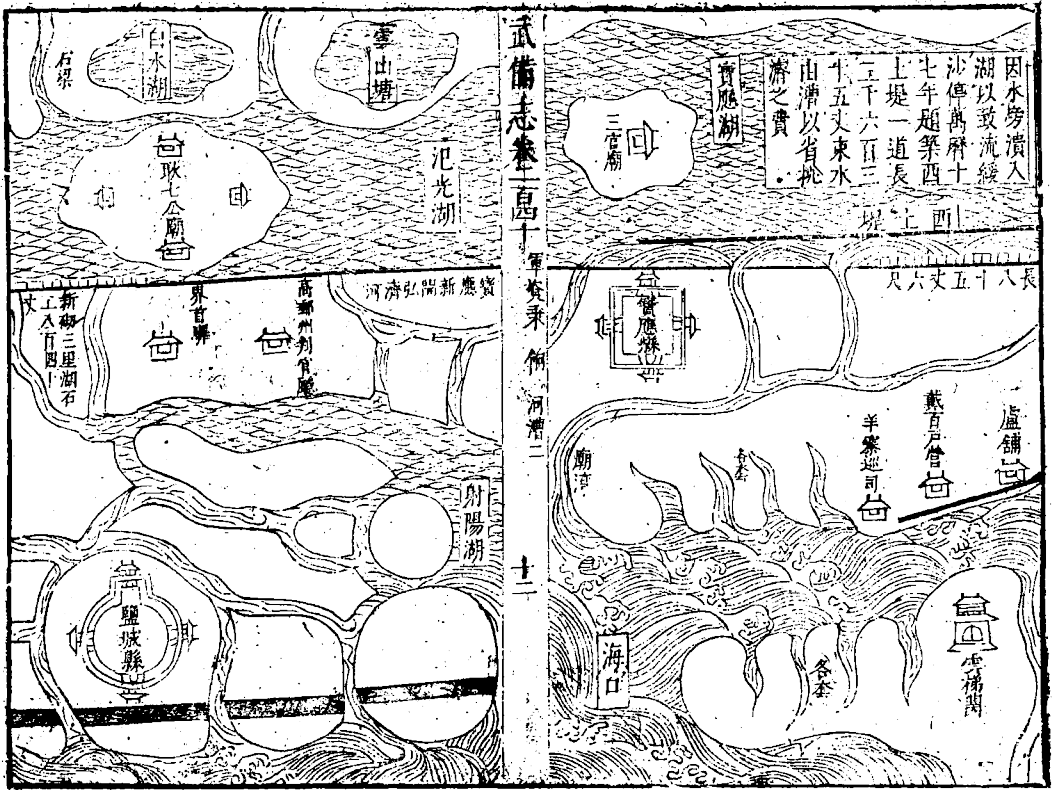 因水傍潰入
湖以致流緩
沙停萬曆十
七年題築西
土堤一道長
二千六百三
十五丈束水
由漕以省挑
濬之費
寶應湖
三官廟
西土堤
長八十五丈六尺
寶應縣
盧舖
戴百戶營
羊寨巡司
各套
廟灣
雲梯關
各套
海口
武備志卷二百四十
軍資乘
餉
河漕二
十二
雲山塘
白水湖
石梁
氾光湖
耿七公廟
寶應新開弘濟河
高郵州判官廳
界首驛
新砌三里湖石
工八百四十
丈
射陽湖
鹽城縣